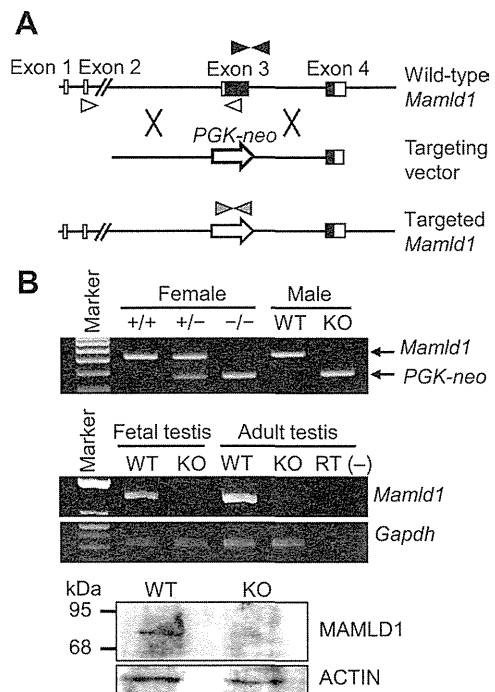 A
Exon 1 Exon 2 Exon 3 Exon 4
Wild-type
Mamld1
PGK-neo
Targeting
vector
Targeted
Mamld1
B
Marker
Female Male
+/+ +/− −/− WT KO
Mamld1
PGK-neo
Marker
Fetal testis Adult testis
WT KO WT KO RT (–)
Mamld1
Gapdh
kDa WT KO
95
68
MAMLD1
ACTIN